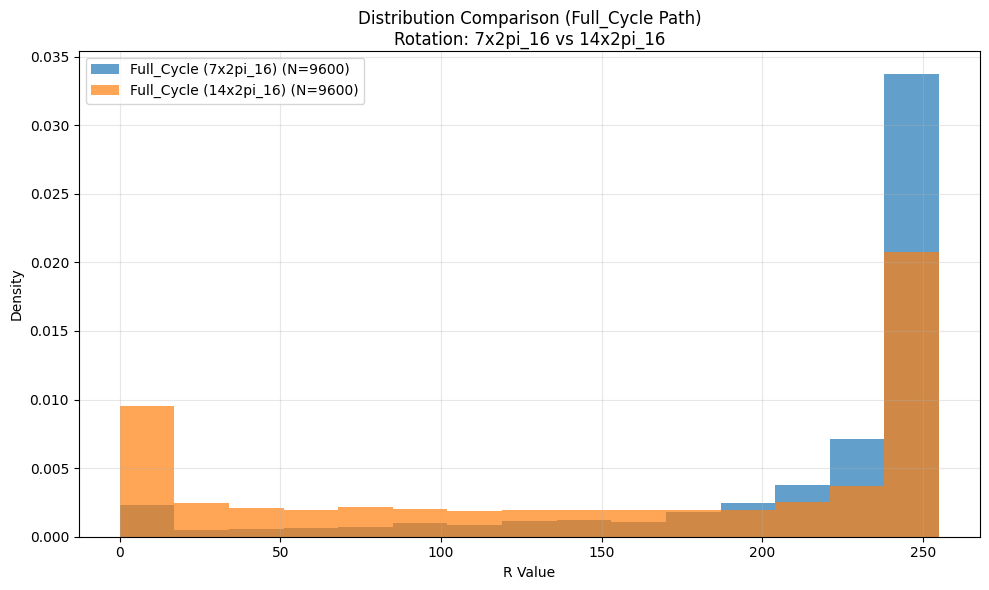 Distribution Comparison (Full_Cycle Path)
Rotation: 7x2pi_16 vs 14x2pi_16
Full_Cycle (7x2pi_16) (N=9600)
Full_Cycle (14x2pi_16) (N=9600)
Density
0.035
0.030
0.025
0.020
0.015
0.010
0.005
0.000
0 50 100 150 200 250
R Value